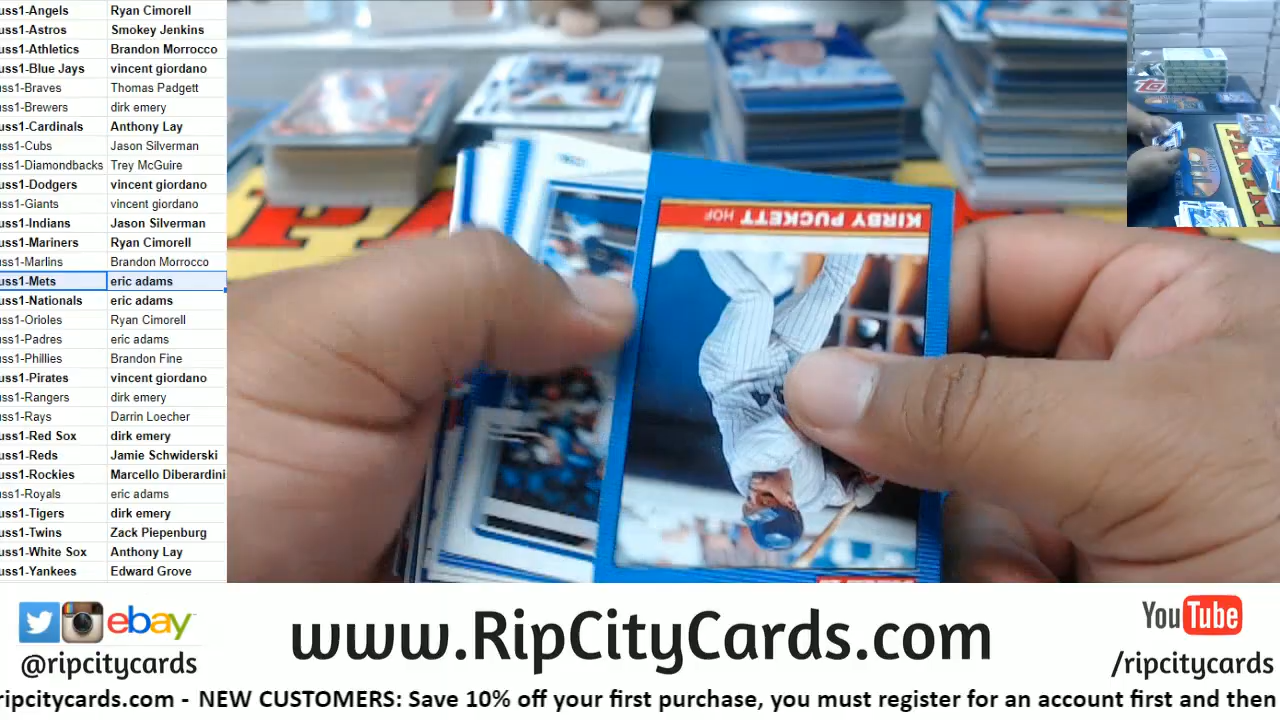 uss1-Angels Ryan Cimorell
uss1-Astros Smokey Jenkins
uss1-Athletics Brandon Morrocco
uss1-Blue Jays vincent giordano
uss1-Braves Thomas Padgett
uss1-Brewers dirk emery
uss1-Cardinals Anthony Lay
uss1-Cubs Jason Silverman
uss1-Diamondbacks Trey McGuire
uss1-Dodgers vincent giordano
uss1-Giants vincent giordano
uss1-Indians Jason Silverman
uss1-Mariners Ryan Cimorell
uss1-Marlins Brandon Morrocco
uss1-Mets eric adams
uss1-Nationals eric adams
uss1-Orioles Ryan Cimorell
uss1-Padres eric adams
uss1-Phillies Brandon Fine
uss1-Pirates vincent giordano
uss1-Rangers dirk emery
uss1-Rays Darrin Loecher
uss1-Red Sox dirk emery
uss1-Reds Jamie Schwiderski
uss1-Rockies Marcello Diberardini
uss1-Royals eric adams
uss1-Tigers dirk emery
uss1-Twins Zack Piepenburg
uss1-White Sox Anthony Lay
uss1-Yankees Edward Grove
KIRBY PUCKETT HOF
ebay
@ripcitycards
www.RipCityCards.com
YouTube
/ripcitycards
ripcitycards.com - NEW CUSTOMERS: Save 10% off your first purchase, you must register for an account first and then